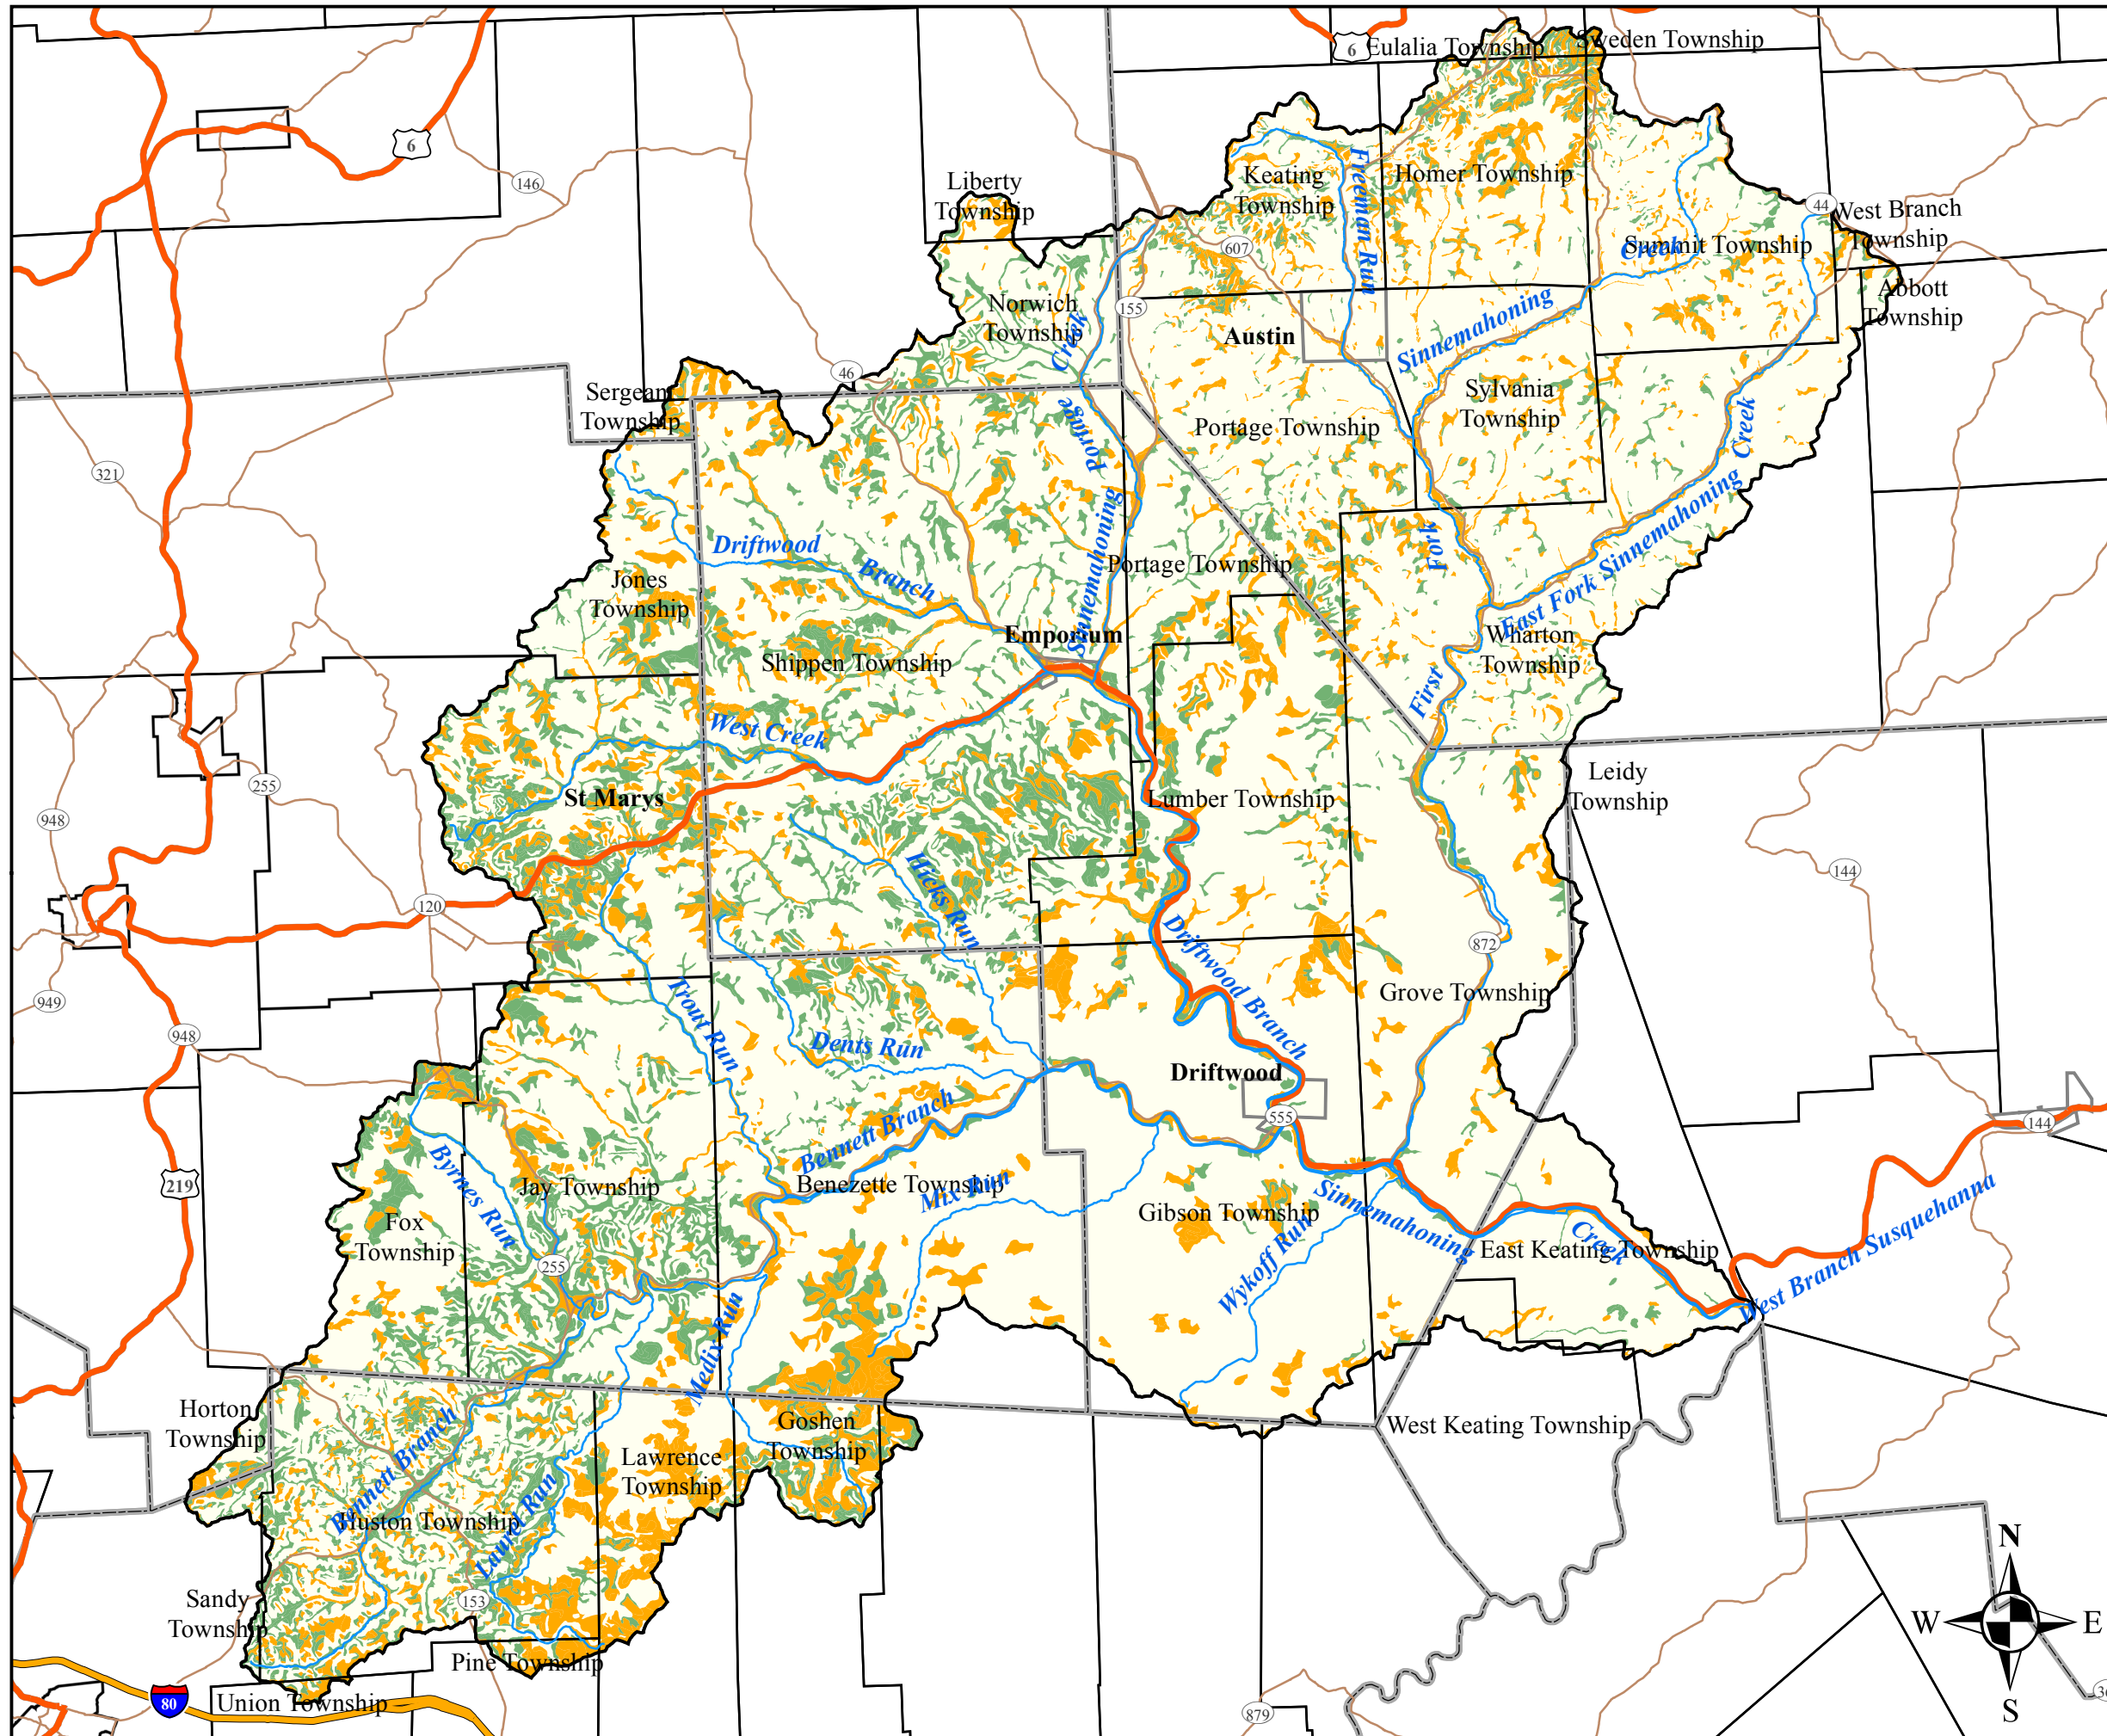 6
Eulalia Township
Sweden Township
6
146
Liberty
Township
Keating
Township
Freeman Run
Homer Township
44
West Branch
Township
607
Summit Township
Creek
Norwich
Township
155
Abbott
Township
Creek
Austin
Sinnemahoning
46
Sergeant
Township
Sylvania
Township
Portage
Portage Township
Creek
321
Sinnemahoning
Fork
East Fork Sinnemahoning
Driftwood
Branch
Portage Township
Jones
Township
Emporium
Wharton
Township
Shippen Township
First
West Creek
Leidy
Township
255
St Marys
Lumber Township
948
Hicks Run
144
120
Driftwood Branch
872
949
Trout Run
Grove Township
948
Dents Run
Driftwood
555
144
Bennett Branch
Byrnes Run
219
Jay Township
Benezette Township
Mix Run
Gibson Township
Sinnemahoning
Fox
Township
Wykoff Run
East Keating Township
Creek
West Branch Susquehanna
255
Medix Run
Horton
Township
Goshen
Township
West Keating Township
Bennett Branch
Lawrence
Township
Huston Township
Laurel Run
N
Sandy
Township
153
W
E
Pine Township
S
80
Union Township
879